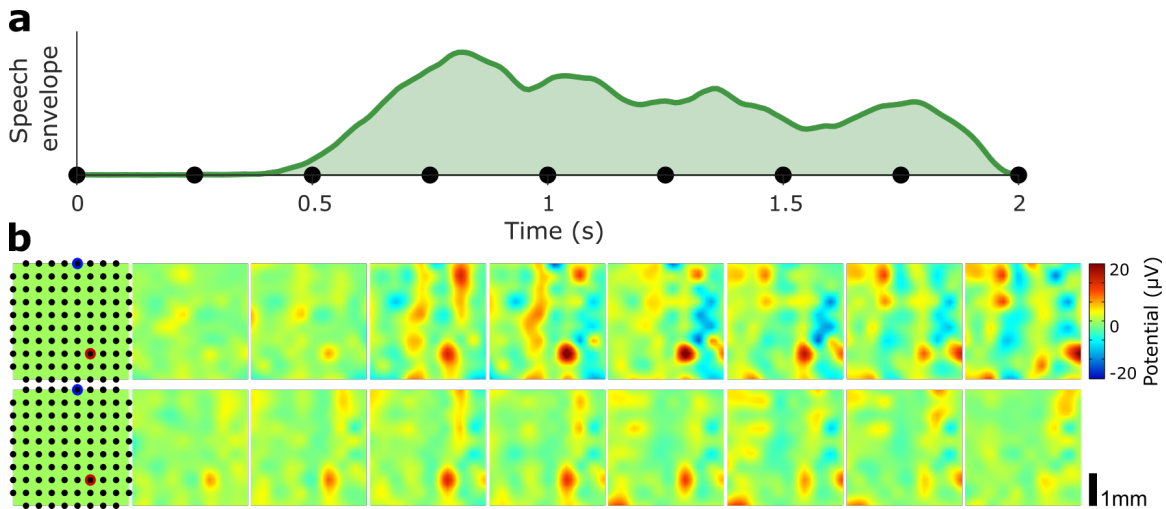 a
Speech
envelope
0
0.5
1
1.5
2
Time (s)
b
20
0
-20
Potential (µV)
1mm